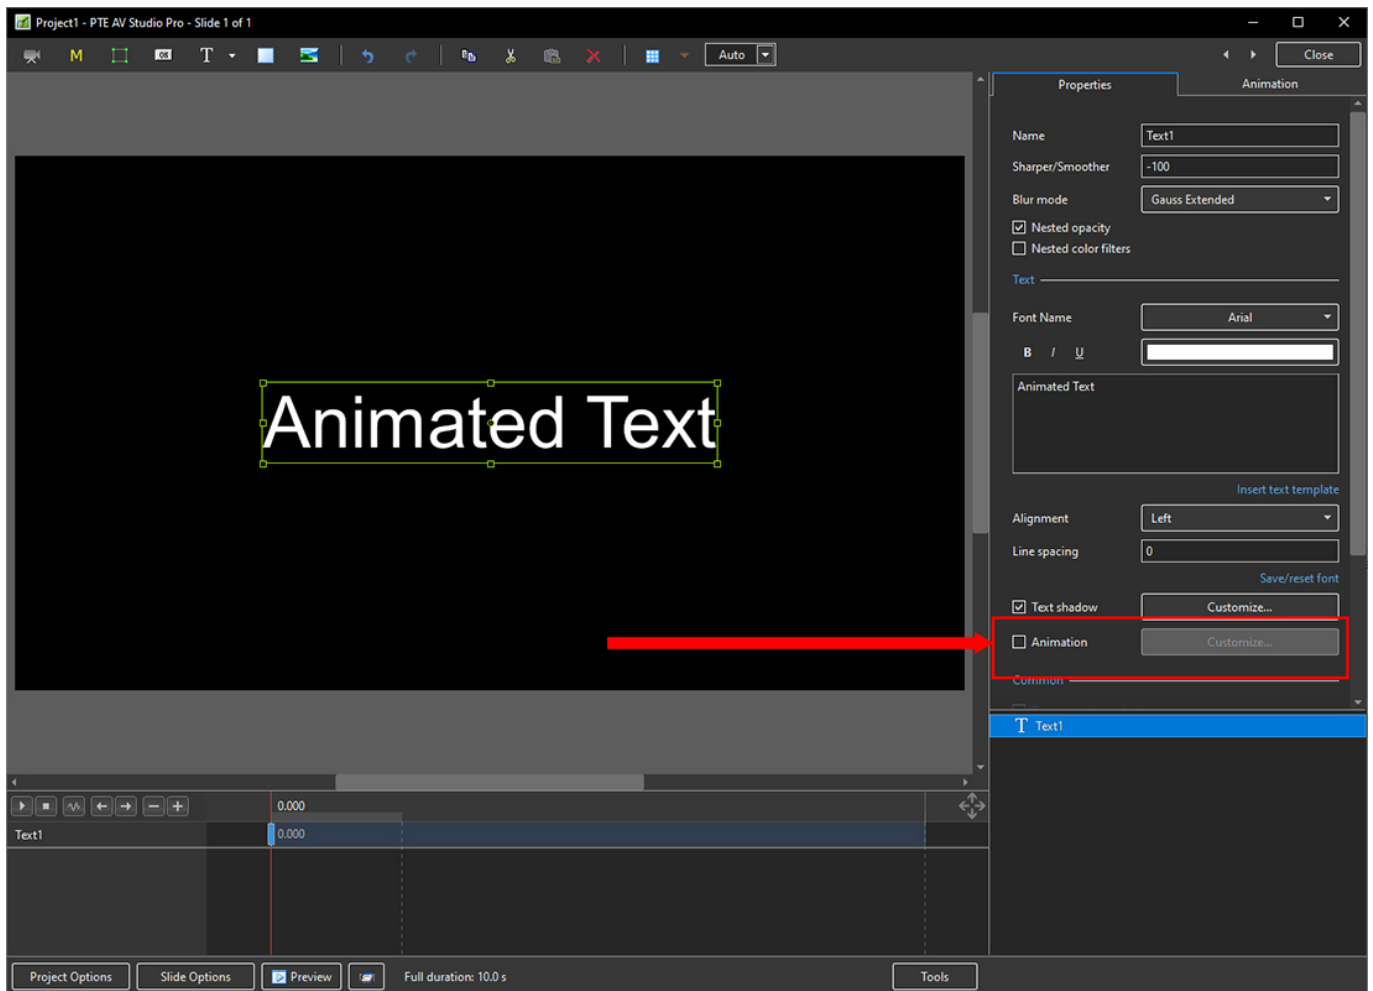 Project1 - PTE AV Studio Pro - Slide 1 of 1
M OK T Auto Close
Properties Animation
Name Text1
Sharper/Smoother -100
Blur mode Gauss Extended
Nested opacity
Nested color filters
Text
Font Name Arial
B I U
Animated Text
Animated Text
Insert text template
Alignment Left
Line spacing 0
Save/reset font
Text shadow Customize...
Animation Customize...
Common
T Text1
0.000
Text1 0.000
Project Options Slide Options Preview Full duration: 10.0 s Tools